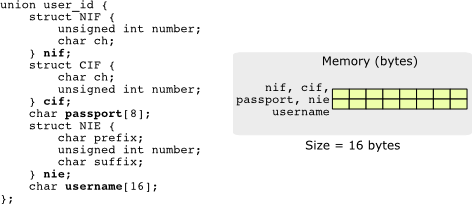 union user_id {
    struct NIF {
        unsigned int number;
        char ch;
    } nif;
    struct CIF {
        char ch;
        unsigned int number;
    } cif;
    char passport[8];
    struct NIE {
        char prefix;
        unsigned int number;
        char suffix;
    } nie;
    char username[16];
};
Memory (bytes)
nif, cif,
passport, nie
username
Size = 16 bytes